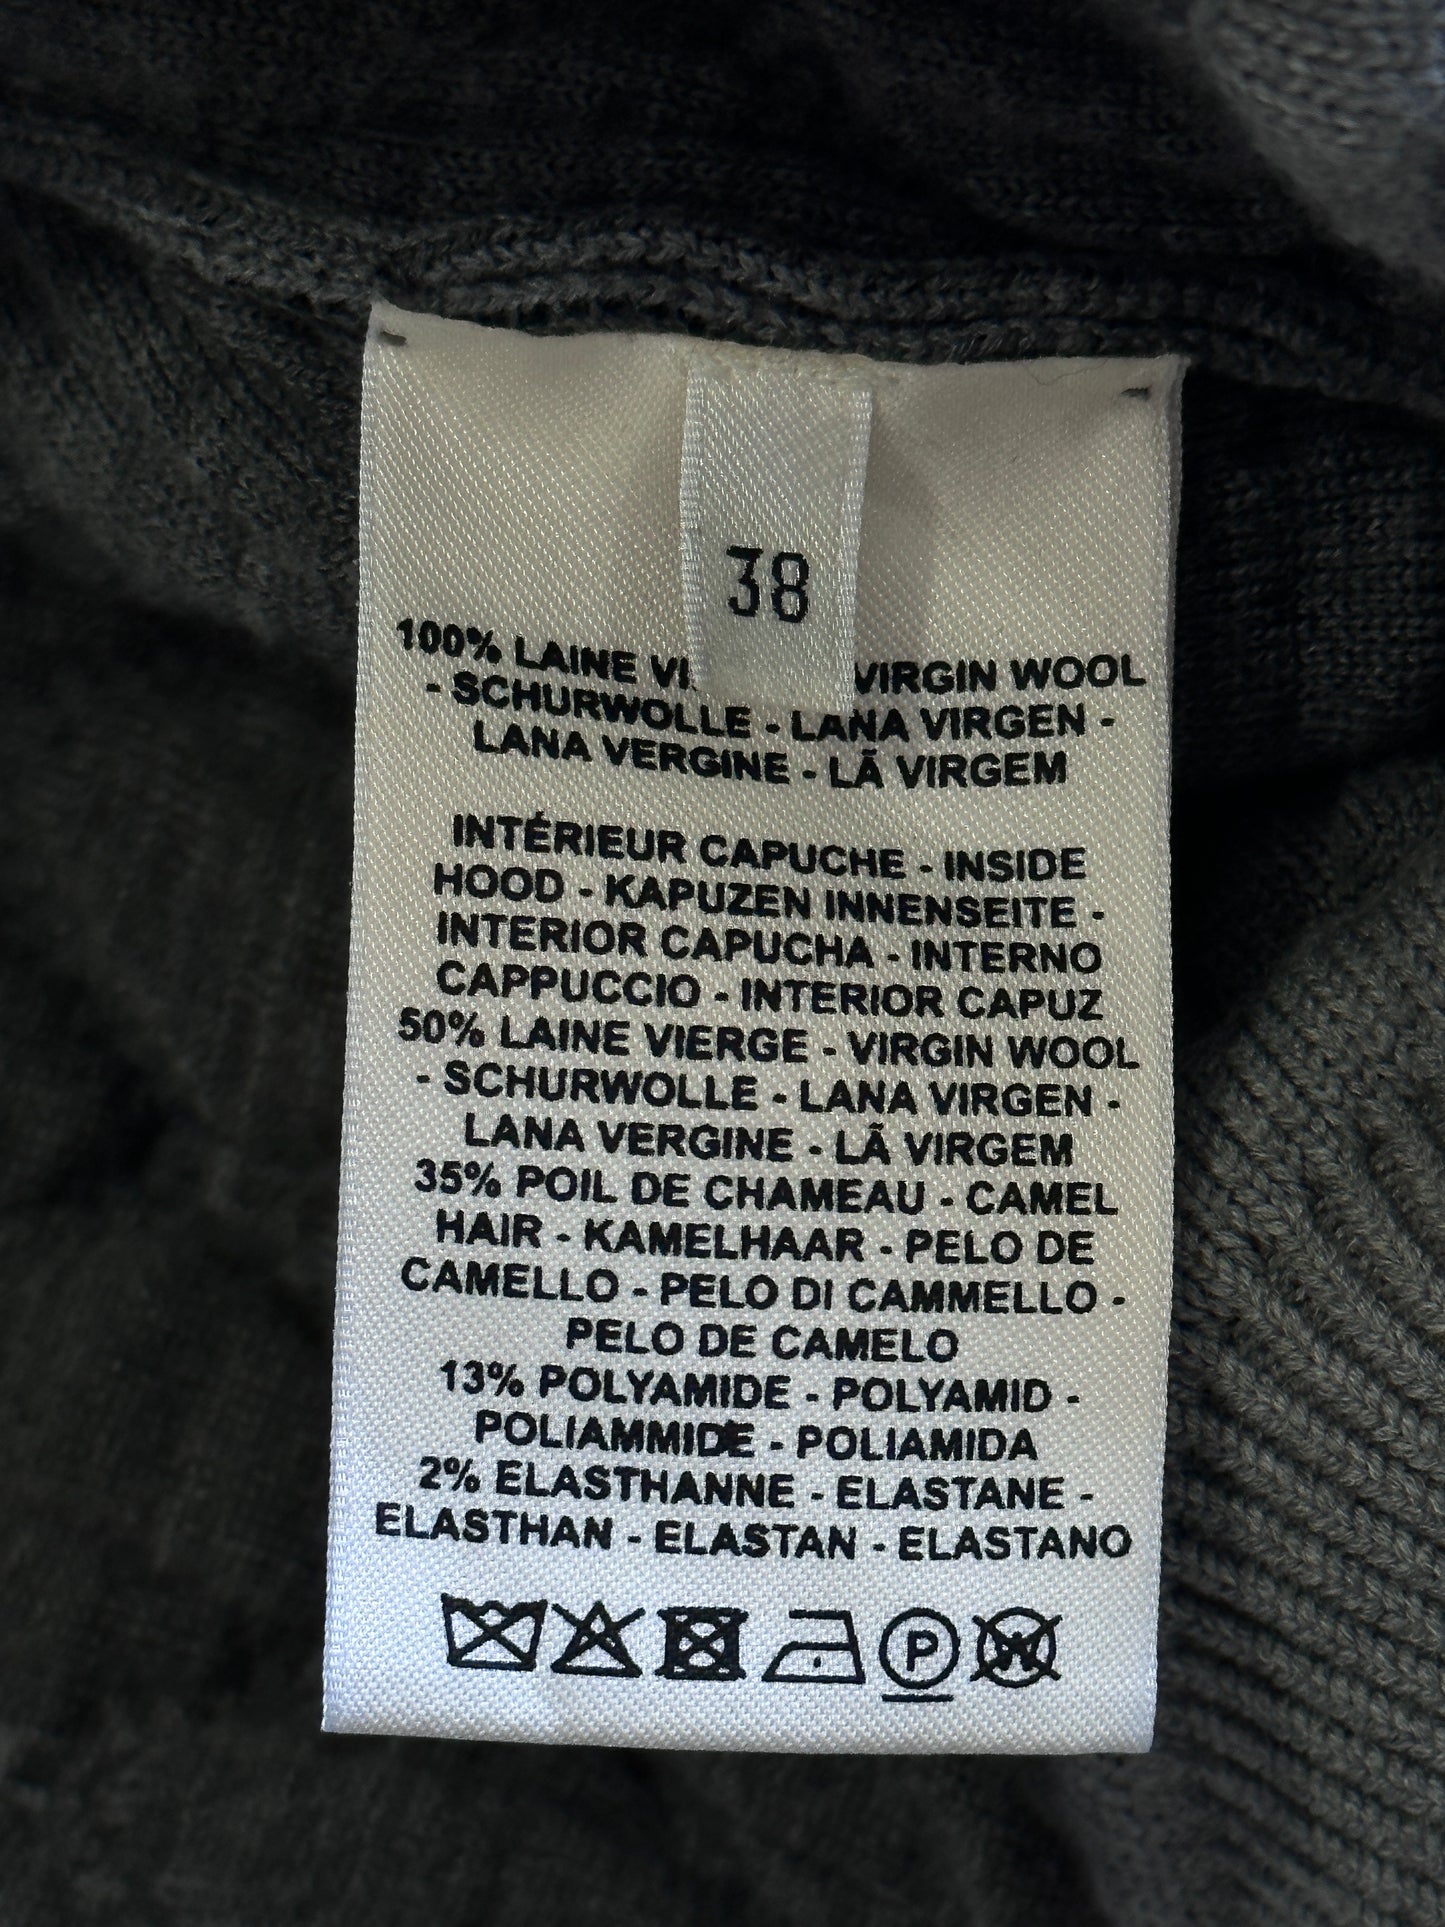 38
100% LAINE VIRGIN WOOL
- SCHURWOLLE - LANA VIRGEN -
LANA VERGINE - LÃ VIRGEM
INTÉRIEUR CAPUCHE - INSIDE
HOOD - KAPUZEN INNENSEITE -
INTERIOR CAPUCHA - INTERNO
CAPPUCCIO - INTERIOR CAPUZ
50% LAINE VIERGE - VIRGIN WOOL
- SCHURWOLLE - LANA VIRGEN -
LANA VERGINE - LÃ VIRGEM
35% POIL DE CHAMEAU - CAMEL
HAIR - KAMELHAAR - PELO DE
CAMELLO - PELO DI CAMMELLO -
PELO DE CAMELO
13% POLYAMIDE - POLYAMID -
POLIAMMIDE - POLIAMIDA
2% ELASTHANNE - ELASTANE -
ELASTHAN - ELASTAN - ELASTANO
P W